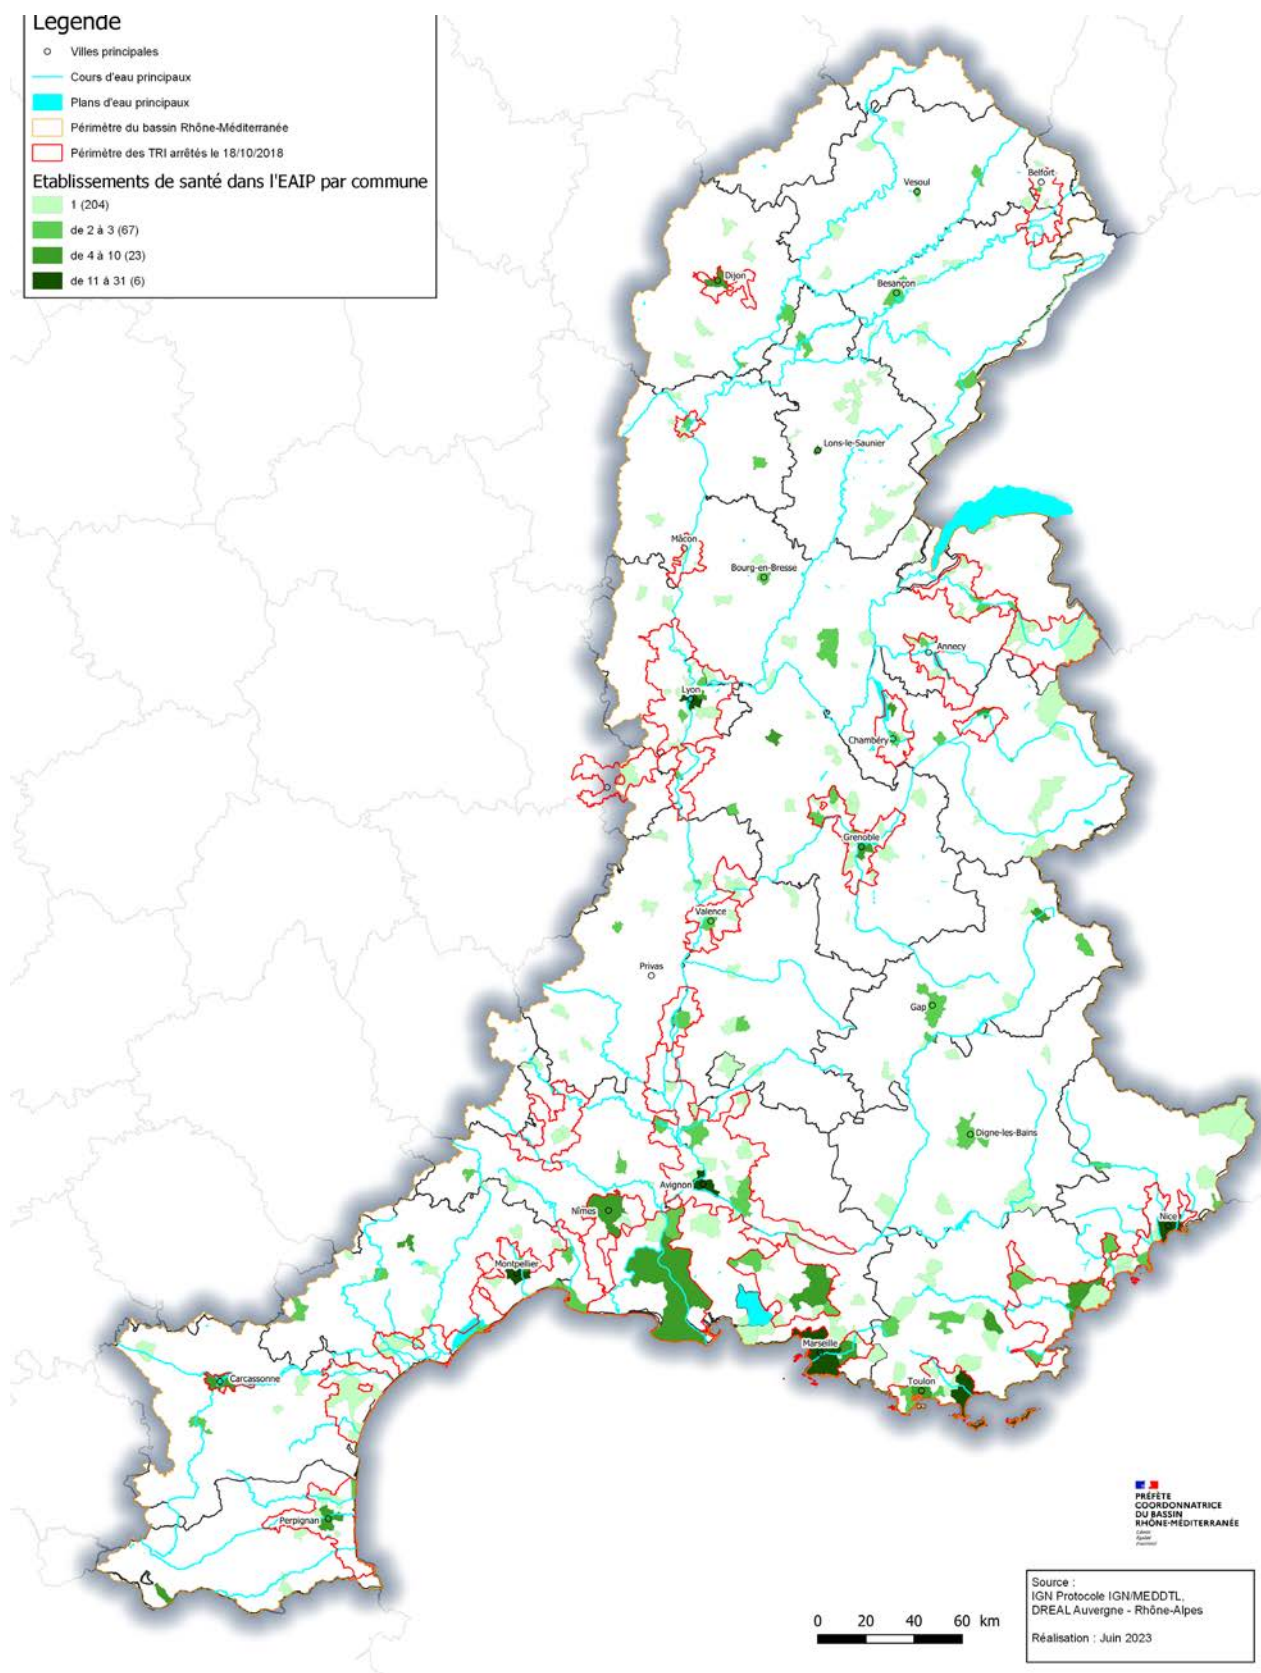 Légende
Villes principales
Cours d'eau principaux
Plans d'eau principaux
Périmètre du bassin Rhône-Méditerranée
Périmètre des TRI arrêtés le 18/10/2018
Etablissements de santé dans l'EAIP par commune
1 (204)
de 2 à 3 (67)
de 4 à 10 (23)
de 11 à 31 (6)
Belfort
Vesoul
Dijon
Besançon
Lons-le-Saunier
Mâcon
Bourg-en-Bresse
Annecy
Lyon
Chambéry
Grenoble
Valence
Privas
Gap
Digne-les-Bains
Avignon
Nîmes
Nice
Montpellier
Marseille
Carcassonne
Toulon
Perpignan
PRÉFÈTE
COORDONNATRICE
DU BASSIN
RHÔNE-MÉDITERRANÉE
Liberté
Égalité
Fraternité
Source :
IGN Protocole IGN/MEDDTL,
DREAL Auvergne - Rhône-Alpes
Réalisation : Juin 2023
0 20 40 60 km